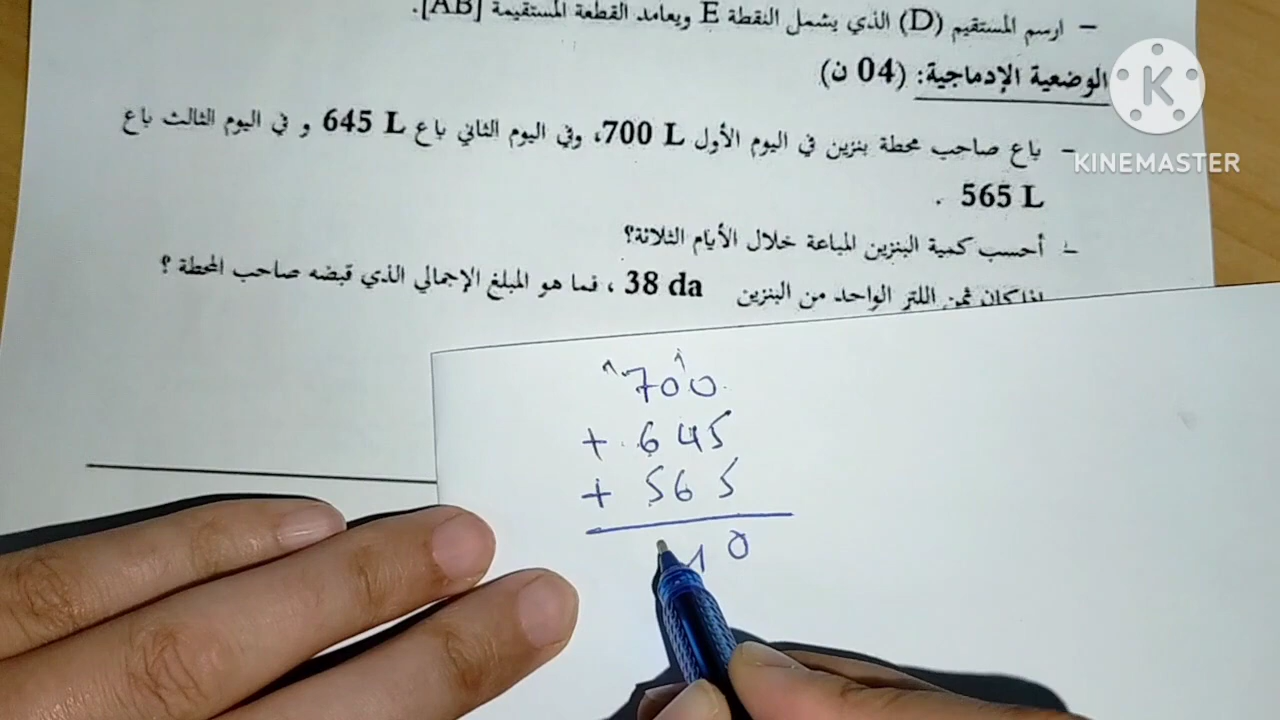 – ارسم المستقيم (D) الذي يشمل النقطة E ويعامد القطعة المستقيمة [AB].
الوضعية الإدماجية: (04 ن)
– باع صاحب محطة بنزين في اليوم الأول 700 L، وفي اليوم الثاني باع 645 L و في اليوم الثالث باع
565 L .
– أحسب كمية البنزين المباعة خلال الأيام الثلاثة؟
اذا كان ثمن اللتر الواحد من البنزين 38 da ، فما هو المبلغ الإجمالي الذي قبضه صاحب المحطة ؟
K
KINEMASTER
1 1
700
+ 645
+ 565
10